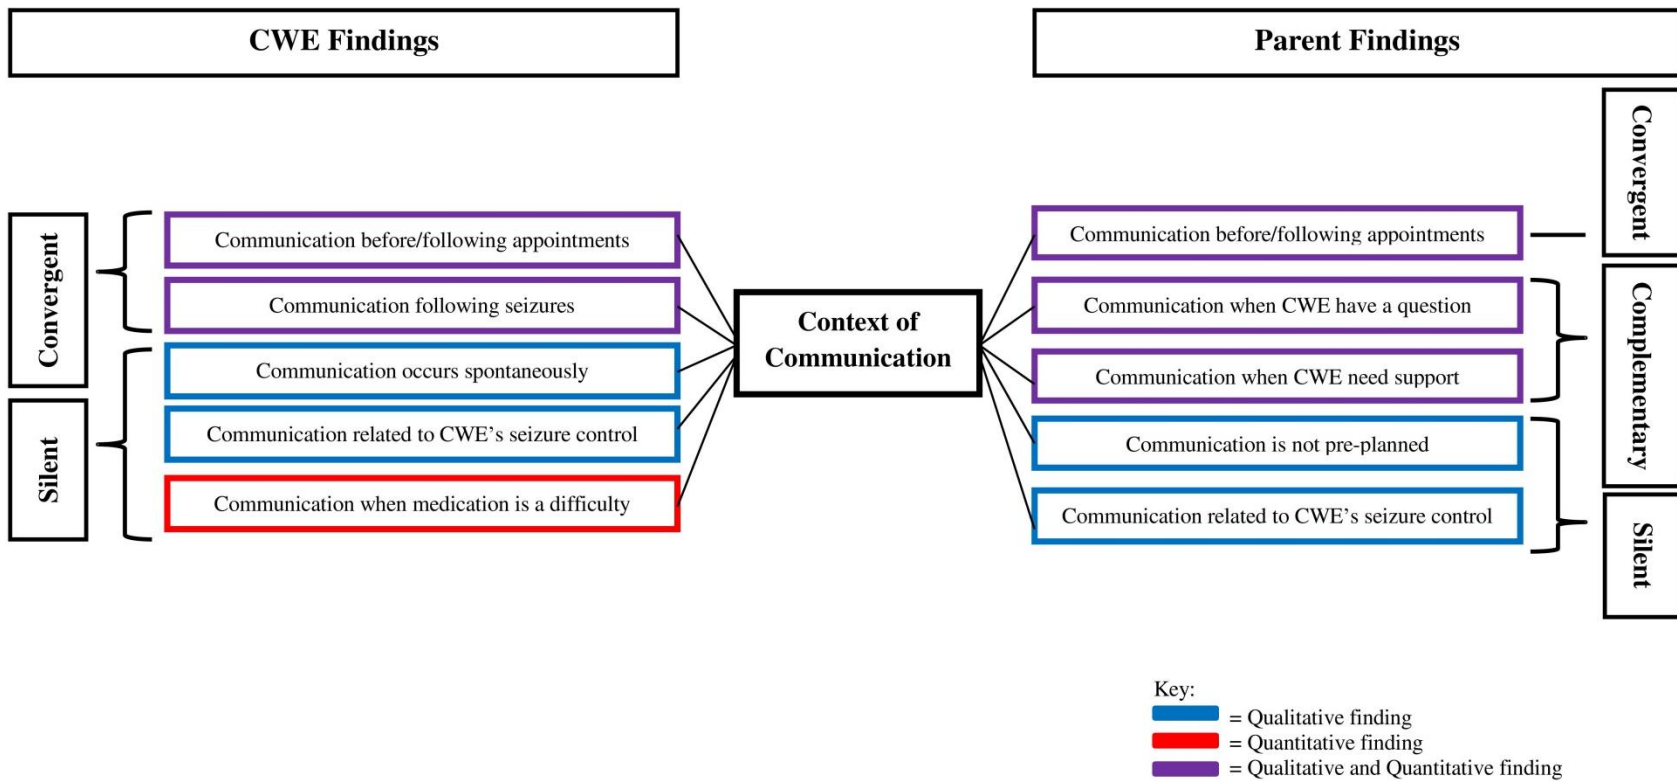 CWE Findings
Convergent
Silent
Communication before/following appointments
Communication following seizures
Communication occurs spontaneously
Communication related to CWE's seizure control
Communication when medication is a difficulty
Context of
Communication
Parent Findings
Communication before/following appointments
Communication when CWE have a question
Communication when CWE need support
Communication is not pre-planned
Communication related to CWE's seizure control
Convergent
Complementary
Silent
Key:
= Qualitative finding
= Quantitative finding
= Qualitative and Quantitative finding